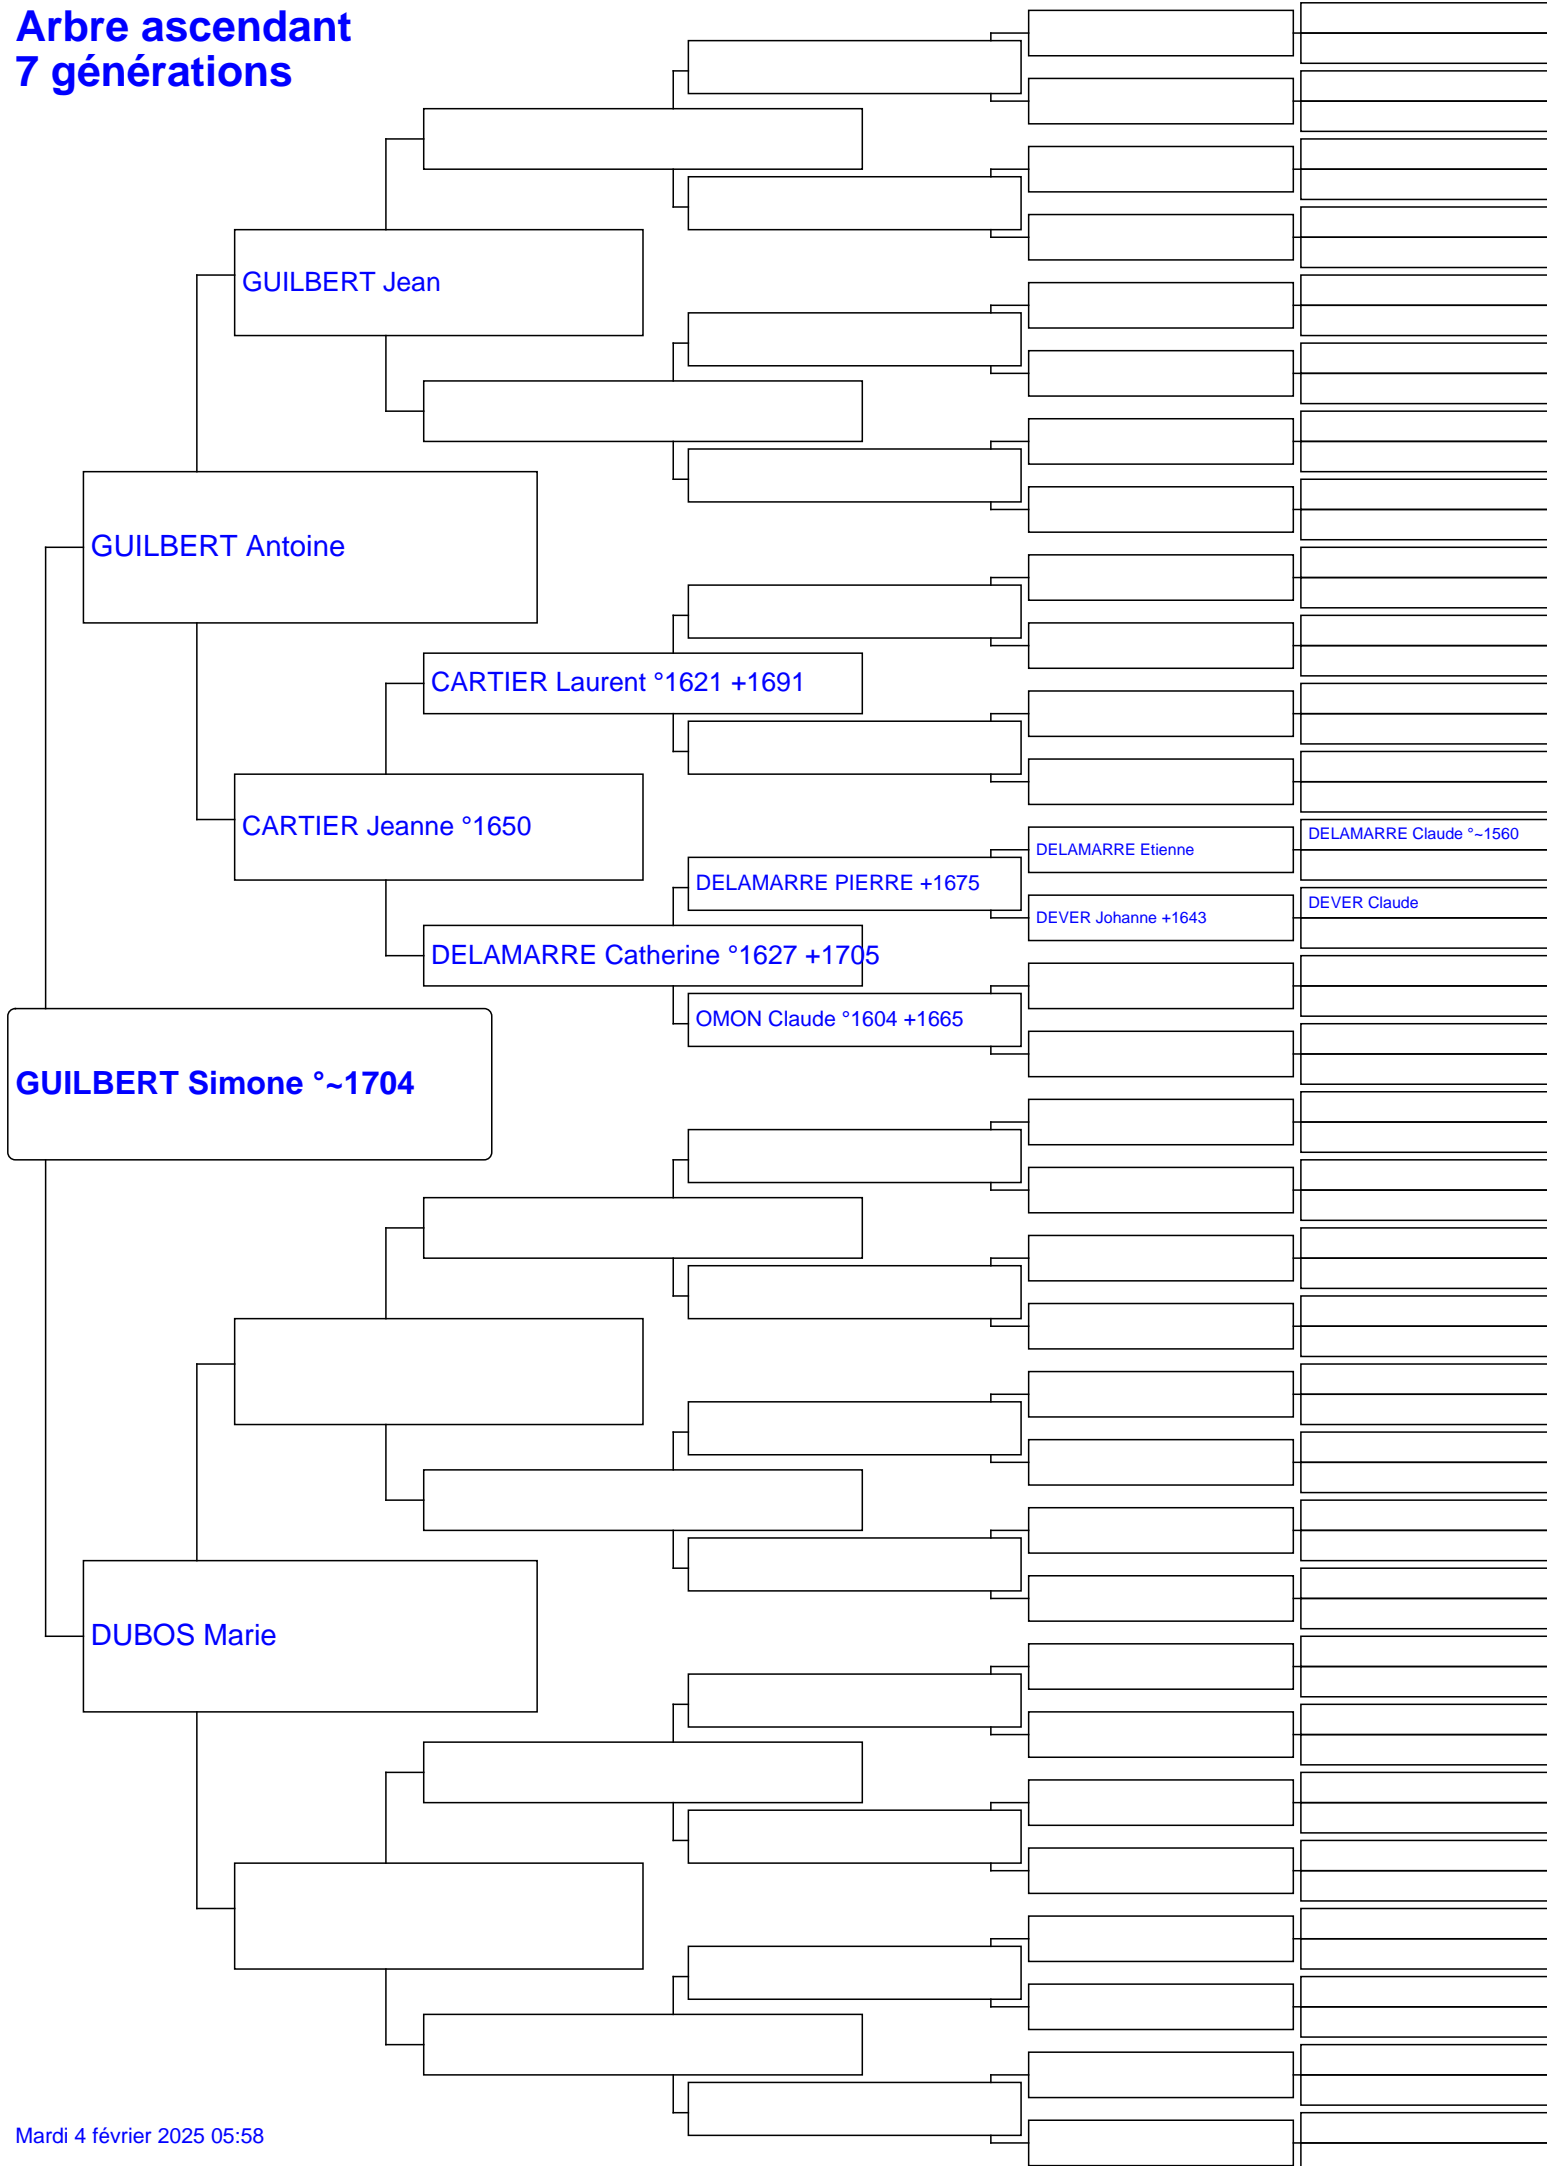 Arbre ascendant
7 générations
GUILBERT Jean
GUILBERT Antoine
CARTIER Laurent °1621 +1691
CARTIER Jeanne °1650
DELAMARRE Claude °~1560
DELAMARRE Etienne
DELAMARRE PIERRE +1675
DEVER Claude
DEVER Johanne +1643
DELAMARRE Catherine °1627 +1705
OMON Claude °1604 +1665
GUILBERT Simone °~1704
DUBOS Marie
Mardi 4 février 2025 05:58